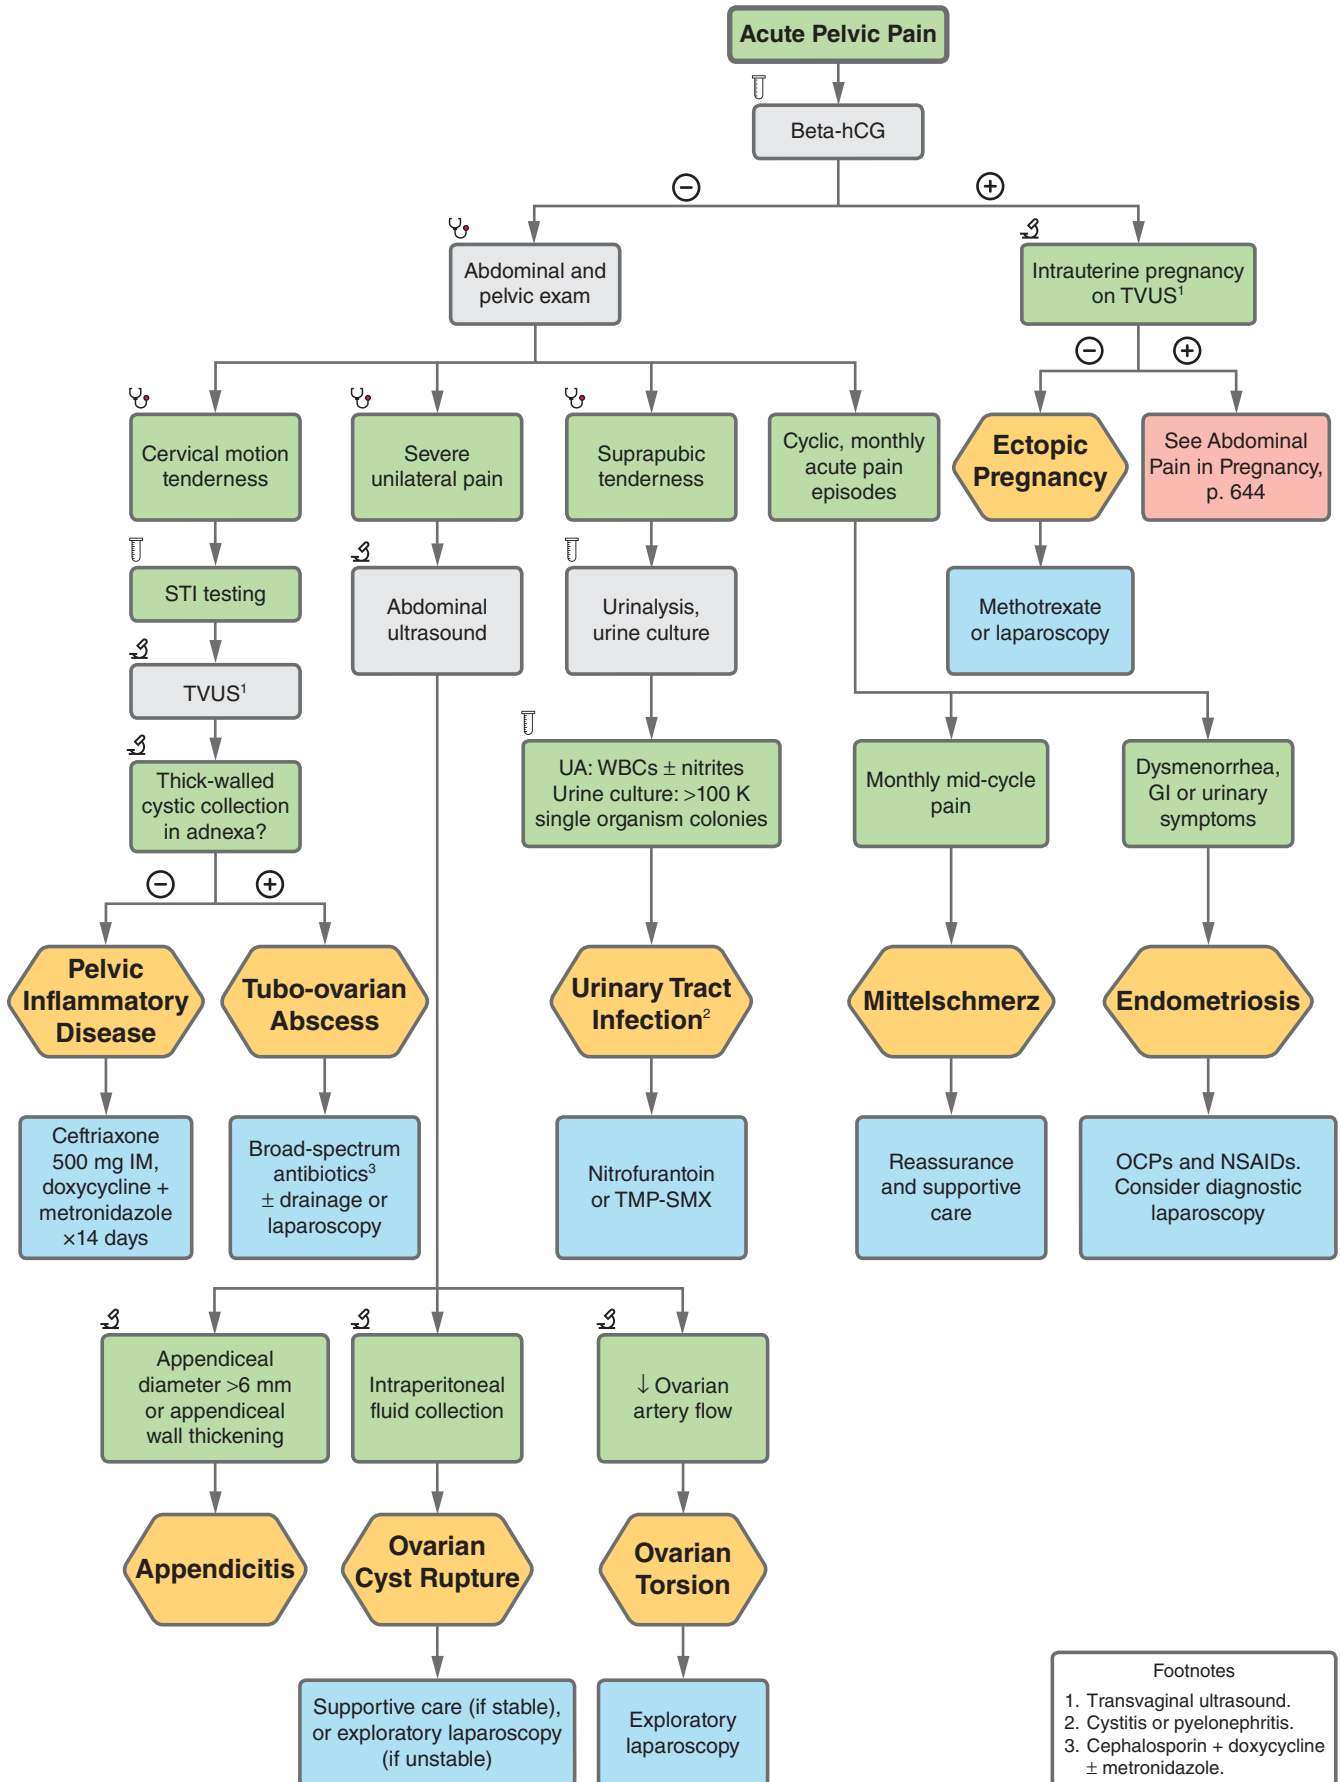 Acute Pelvic Pain
Beta-hCG
−
+
Abdominal and
pelvic exam
Intrauterine pregnancy
on TVUS1
−
+
Cervical motion
tenderness
Severe
unilateral pain
Suprapubic
tenderness
Cyclic, monthly
acute pain
episodes
Ectopic
Pregnancy
See Abdominal
Pain in Pregnancy,
p. 644
STI testing
Abdominal
ultrasound
Urinalysis,
urine culture
Methotrexate
or laparoscopy
TVUS1
Thick-walled
cystic collection
in adnexa?
UA: WBCs ± nitrites
Urine culture: >100 K
single organism colonies
Monthly mid-cycle
pain
Dysmenorrhea,
GI or urinary
symptoms
−
+
Pelvic
Inflammatory
Disease
Tubo-ovarian
Abscess
Urinary Tract
Infection2
Mittelschmerz
Endometriosis
Ceftriaxone
500 mg IM,
doxycycline +
metronidazole
×14 days
Broad-spectrum
antibiotics3
± drainage or
laparoscopy
Nitrofurantoin
or TMP-SMX
Reassurance
and supportive
care
OCPs and NSAIDs.
Consider diagnostic
laparoscopy
Appendiceal
diameter >6 mm
or appendiceal
wall thickening
Intraperitoneal
fluid collection
↓ Ovarian
artery flow
Appendicitis
Ovarian
Cyst Rupture
Ovarian
Torsion
Supportive care (if stable),
or exploratory laparoscopy
(if unstable)
Exploratory
laparoscopy
Footnotes
1. Transvaginal ultrasound.
2. Cystitis or pyelonephritis.
3. Cephalosporin + doxycycline
± metronidazole.